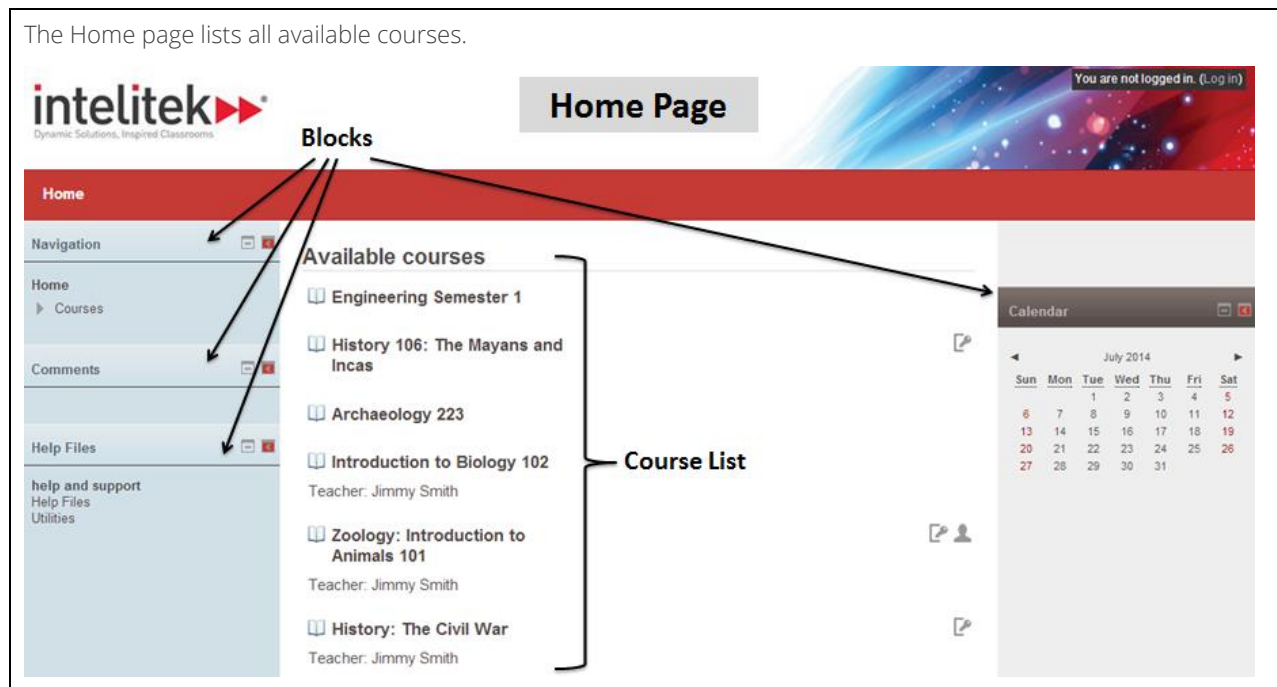 The Home page lists all available courses.
intelitek
Dynamic Solutions, Inspired Classrooms
Home Page
You are not logged in. (Log in)
Blocks
Home
Navigation
Home
Courses
Comments
Help Files
help and support
Help Files
Utilities
Available courses
Engineering Semester 1
History 106: The Mayans and
Incas
Archaeology 223
Introduction to Biology 102
Teacher: Jimmy Smith
Zoology: Introduction to
Animals 101
Teacher: Jimmy Smith
History: The Civil War
Teacher: Jimmy Smith
Course List
Calendar
July 2014
Sun Mon Tue Wed Thu Fri Sat
1 2 3 4 5
6 7 8 9 10 11 12
13 14 15 16 17 18 19
20 21 22 23 24 25 26
27 28 29 30 31